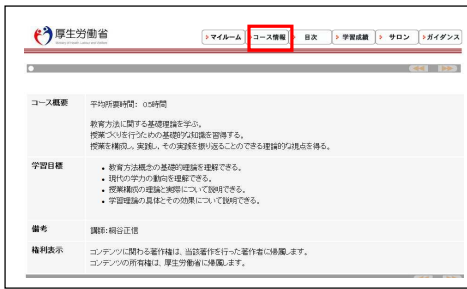 厚生労働省
マイルーム コース情報 目次 学習成績 サロン ガイダンス
コース概要
平均所要時間: 0.5時間
教育方法に関する基礎理論を学ぶ。
授業づくりを行うための基礎的な知識を習得する。
授業を構成し、実践し、その実践を振り返ることのできる理論的な視点を得る。
学習目標
• 教育方法概念の基礎的理論を理解できる。
• 現代の学力の動向を理解できる。
• 授業構成の理論と実際について説明できる。
• 学習理論の具体とその効果について説明できる。
備考
講師:細谷正信
権利表示
コンテンツに関わる著作権は、当該著作を行った著作者に帰属します。
コンテンツの所有権は、厚生労働省に帰属します。